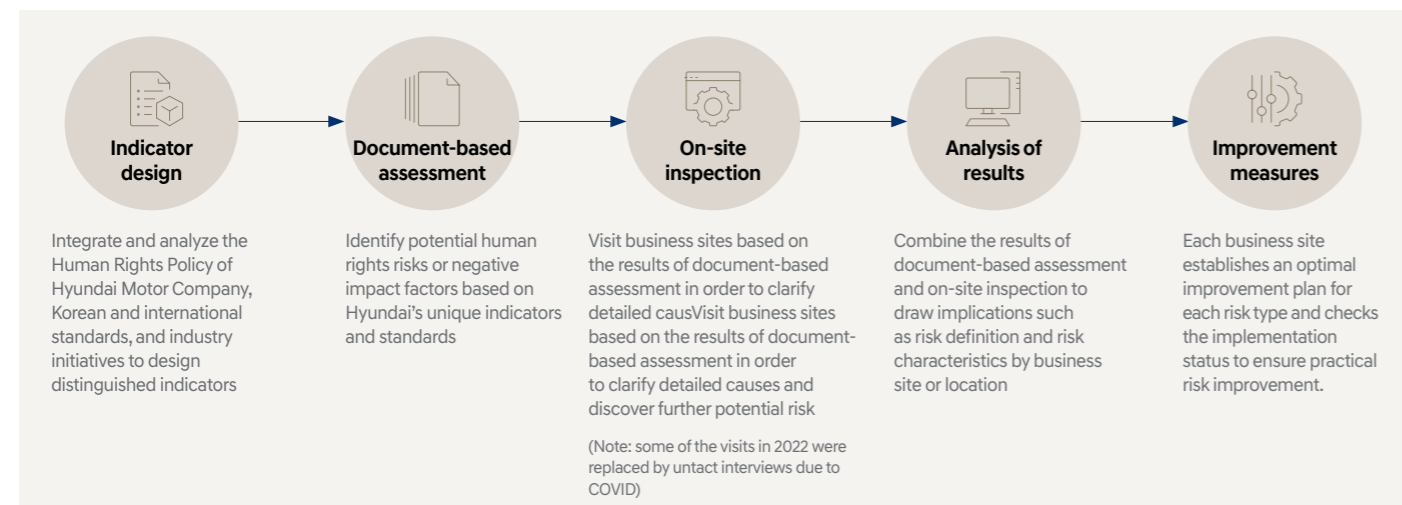 Indicator
design
Integrate and analyze the
Human Rights Policy of
Hyundai Motor Company,
Korean and international
standards, and industry
initiatives to design
distinguished indicators
Document-based
assessment
Identify potential human
rights risks or negative
impact factors based on
Hyundai's unique indicators
and standards
On-site
inspection
Visit business sites based on
the results of document-based
assessment in order to clarify
detailed causVisit business sites
based on the results of document-
based assessment in order
to clarify detailed causes and
discover further potential risk
(Note: some of the visits in 2022 were
replaced by untact interviews due to
COVID)
Analysis of
results
Combine the results of
document-based assessment
and on-site inspection to
draw implications such
as risk definition and risk
characteristics by business
site or location
Improvement
measures
Each business site
establishes an optimal
improvement plan for
each risk type and checks
the implementation
status to ensure practical
risk improvement.